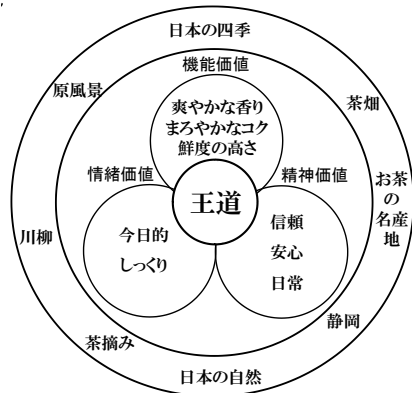 日本の四季
機能価値
原風景
茶畑
爽やかな香り
まろやかなコク
鮮度の高さ
情緒価値
精神価値
お茶の名産地
王道
川柳
今日的
しっくり
信頼
安心
日常
静岡
茶摘み
日本の自然